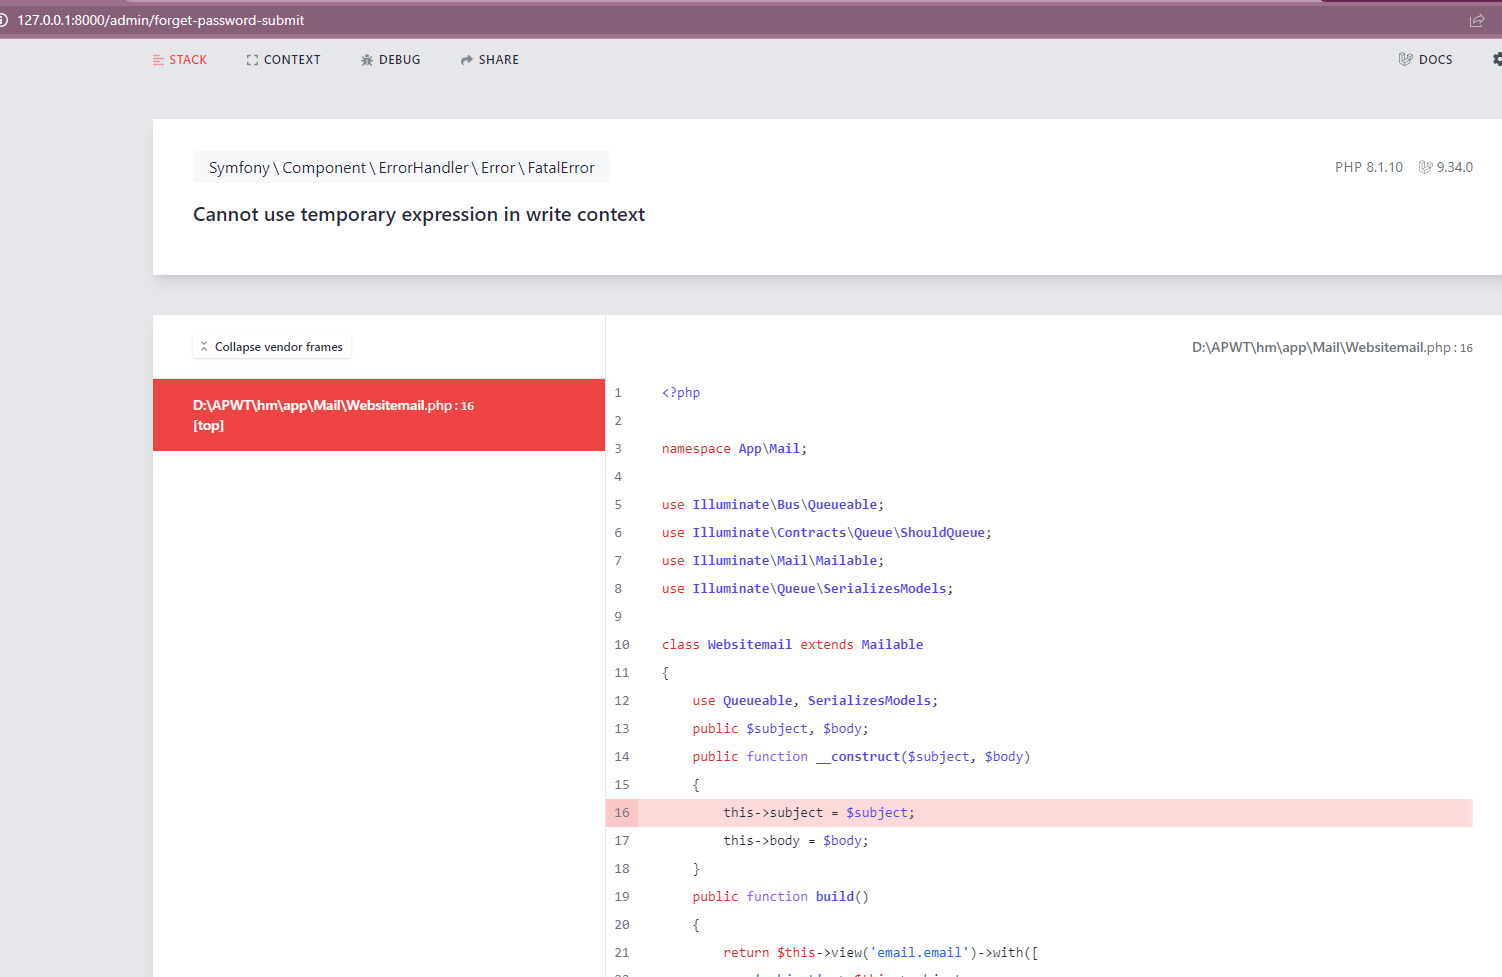 127.0.0.1:8000/admin/forget-password-submit
STACK CONTEXT DEBUG SHARE DOCS
Symfony\Component\ErrorHandler\Error\FatalError PHP 8.1.10 9.34.0
Cannot use temporary expression in write context
Collapse vendor frames D:\APWT\hm\app\Mail\Websitemail.php:16
D:\APWT\hm\app\Mail\Websitemail.php:16
[top]
1 <?php
2
3 namespace App\Mail;
4
5 use Illuminate\Bus\Queueable;
6 use Illuminate\Contracts\Queue\ShouldQueue;
7 use Illuminate\Mail\Mailable;
8 use Illuminate\Queue\SerializesModels;
9
10 class Websitemail extends Mailable
11 {
12 use Queueable, SerializesModels;
13 public $subject, $body;
14 public function __construct($subject, $body)
15 {
16 this->subject = $subject;
17 this->body = $body;
18 }
19 public function build()
20 {
21 return $this->view('email.email')->with([